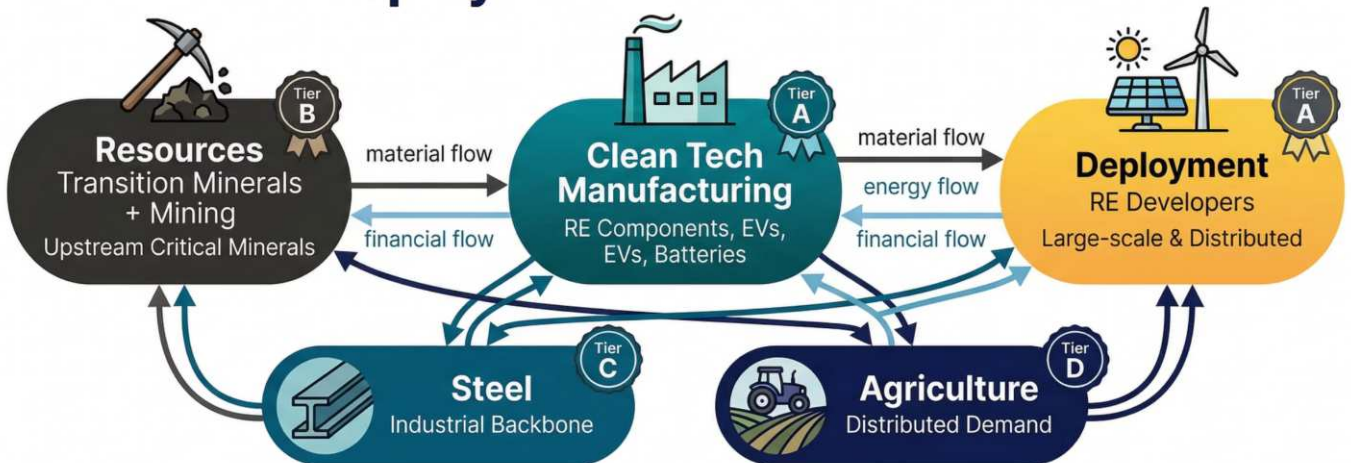 Tier
B
Resources
Transition Minerals
+ Mining
Upstream Critical Minerals
material flow
financial flow
Tier
A
Clean Tech
Manufacturing
RE Components, EVs,
EVs, Batteries
material flow
energy flow
financial flow
Tier
A
Deployment
RE Developers
Large-scale & Distributed
Tier
C
Steel
Industrial Backbone
Tier
D
Agriculture
Distributed Demand